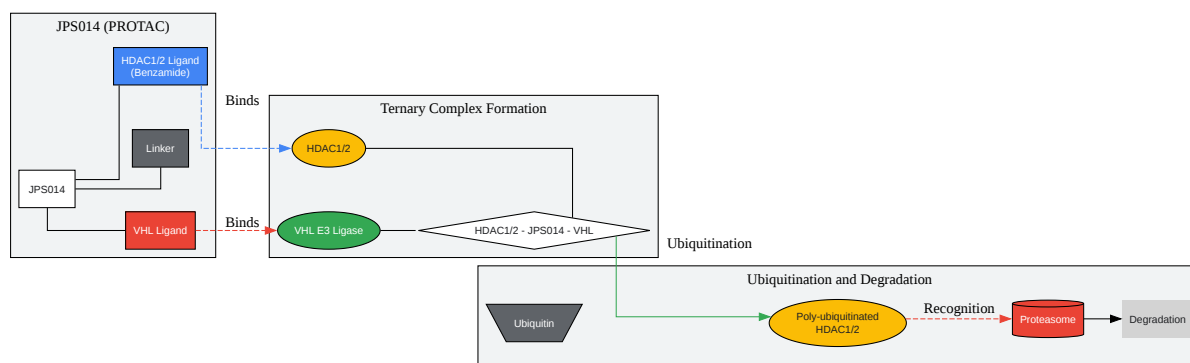 JPS014 (PROTAC)
HDAC1/2 Ligand
(Benzamide)
Linker
JPS014
VHL Ligand
Binds
Binds
Ternary Complex Formation
HDAC1/2
VHL E3 Ligase
HDAC1/2 - JPS014 - VHL
Ubiquitination
Ubiquitination and Degradation
Ubiquitin
Poly-ubiquitinated
HDAC1/2
Recognition
Proteasome
Degradation